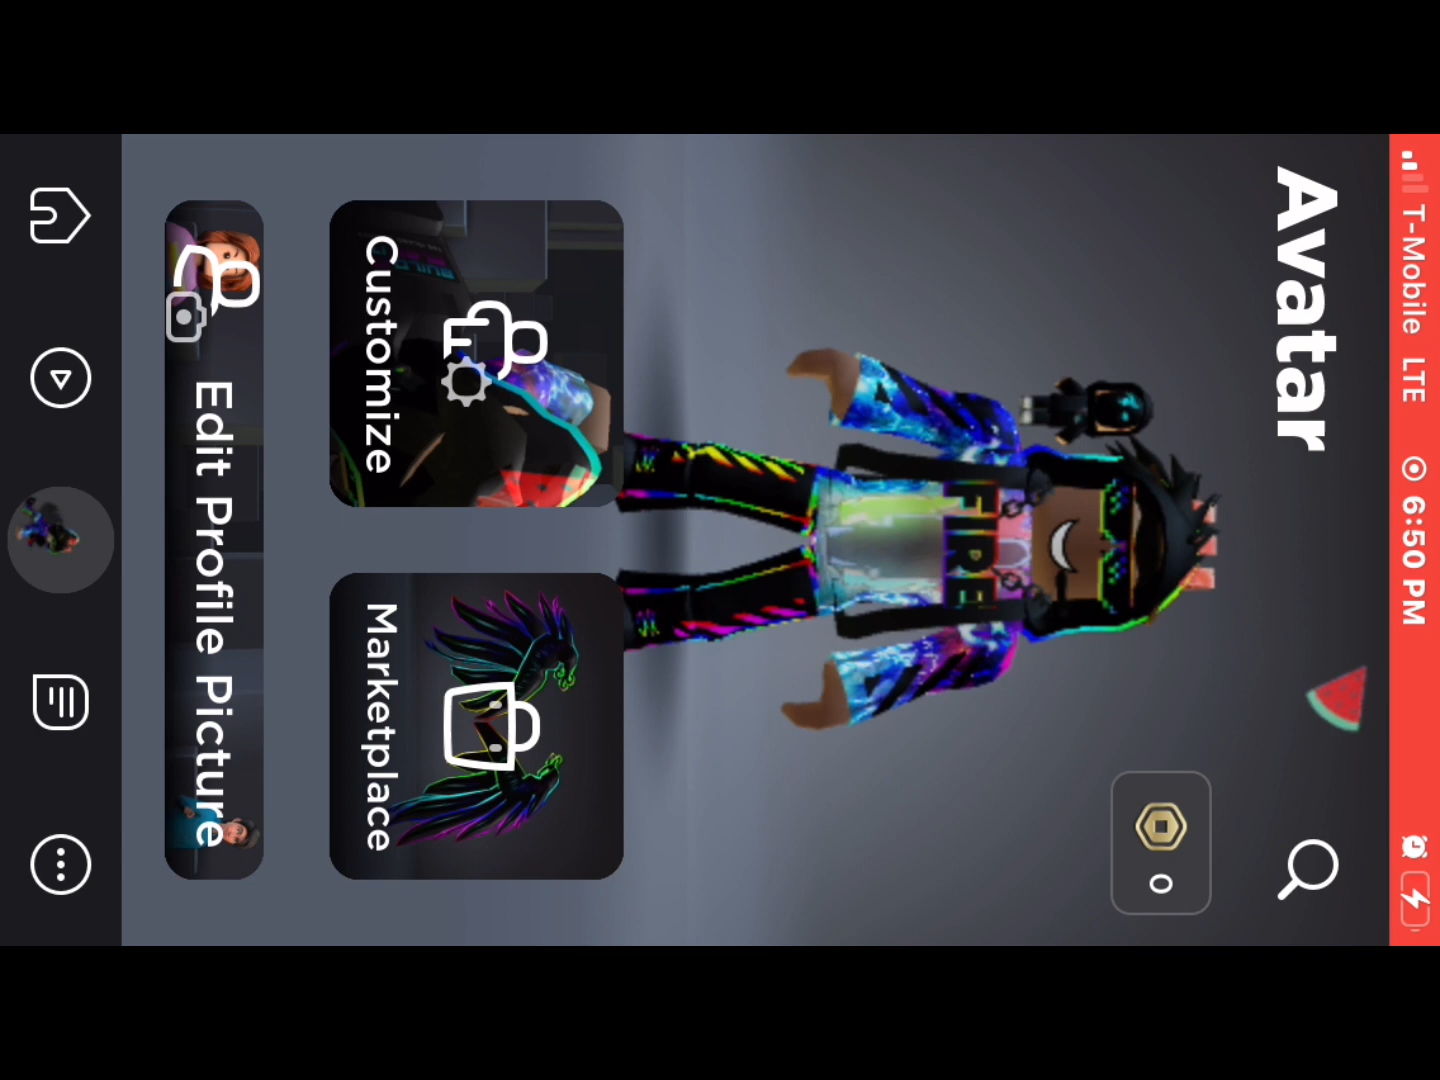 T-Mobile LTE 6:50 PM
Avatar
0
FIRE
Customize
Marketplace
Edit Profile Picture